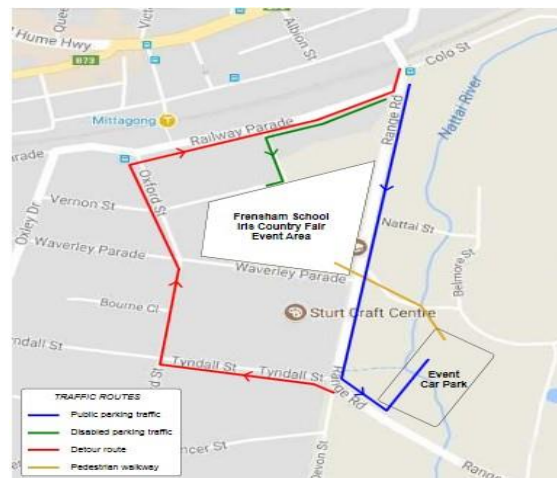 Albion St
Hume Hwy
B73
Colo St
Mittagong
Railway Parade
Range Rd
Nattai River
Oxford St
Oxley Dr
Vernon St
Frensham School
Iris Country Fair
Event Area
Nattai St
Belmore St
Waverley Parade
Waverley Parade
Bourne Cl
Sturt Craft Centre
Tyndall St
Tyndall St
Event
Car Park
Range Rd
Devon St
TRAFFIC ROUTES
Public parking traffic
Disabled parking traffic
Detour route
Pedestrian walkway